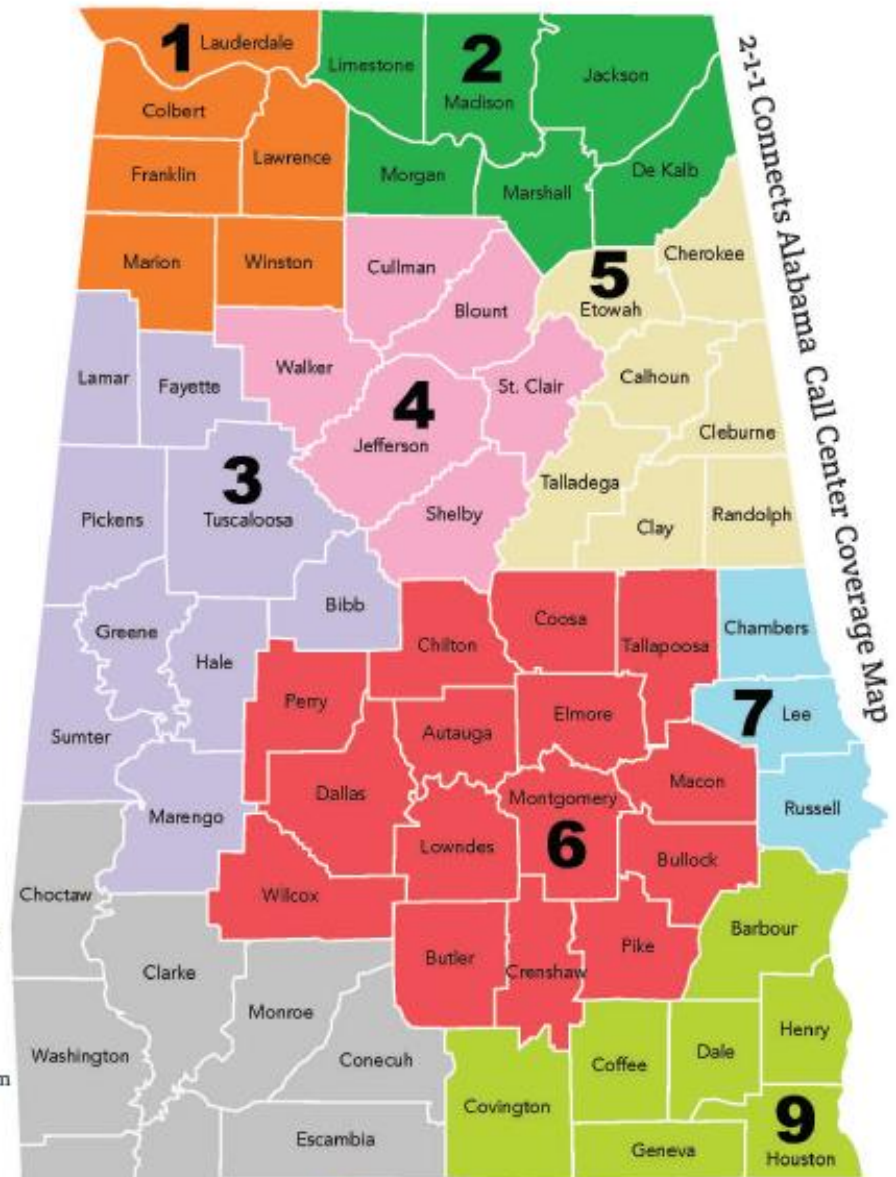 1
Lauderdale
Limestone
2
Madison
Jackson
Colbert
Lawrence
Franklin
Morgan
Marshall
De Kalb
Marion
Winston
Cullman
Blount
5
Etowah
Cherokee
Lamar
Fayette
Walker
4
Jefferson
St. Clair
Calhoun
Cleburne
Pickens
3
Tuscaloosa
Shelby
Talladega
Clay
Randolph
Greene
Hale
Bibb
Chilton
Coosa
Tallapoosa
Chambers
Sumter
Perry
Autauga
Elmore
7
Lee
Marengo
Dallas
Lowndes
Montgomery
6
Macon
Russell
Bullock
Choctaw
Wilcox
Clarke
Butler
Crenshaw
Pike
Barbour
Washington
Monroe
Conecuh
Coffee
Dale
Henry
Escambia
Covington
Geneva
9
Houston
2-1-1 Connects Alabama Call Center Coverage Map